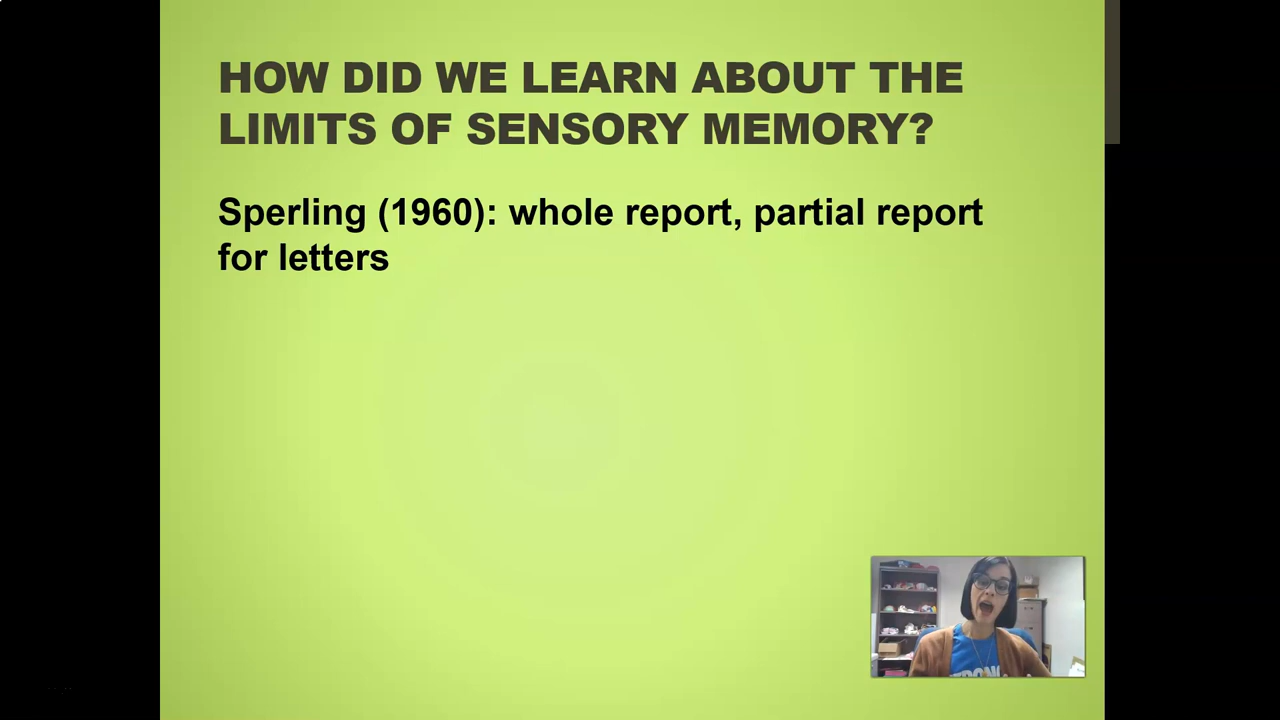 HOW DID WE LEARN ABOUT THE
LIMITS OF SENSORY MEMORY?
Sperling (1960): whole report, partial report
for letters